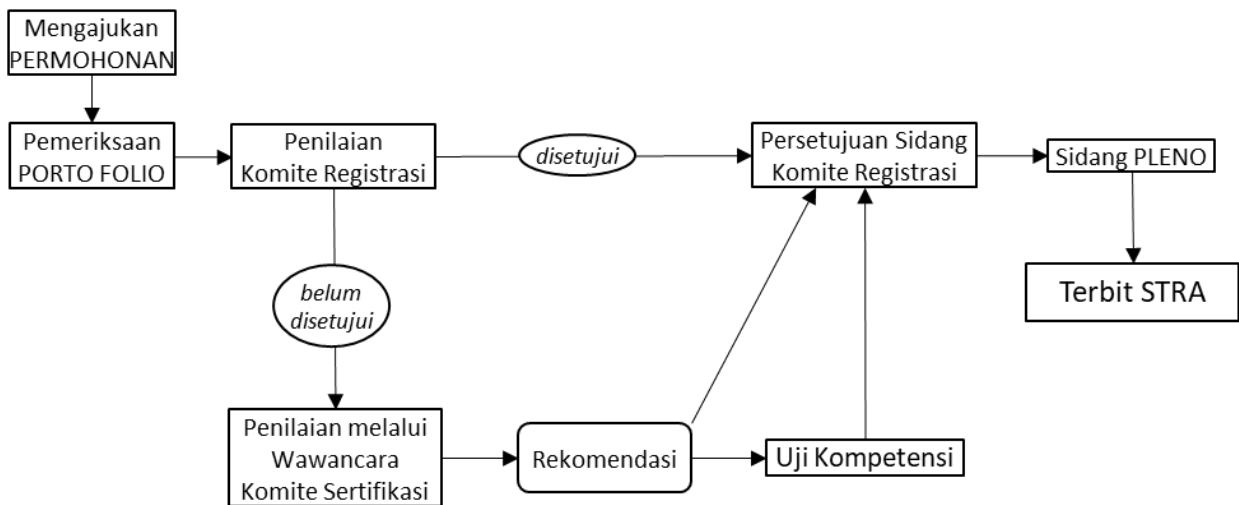 Mengajukan
PERMOHONAN
Pemeriksaan
PORTO FOLIO
Penilaian
Komite Registrasi
disetujui
Persetujuan Sidang
Komite Registrasi
Sidang PLENO
Terbit STRA
belum
disetujui
Penilaian melalui
Wawancara
Komite Sertifikasi
Rekomendasi
Uji Kompetensi